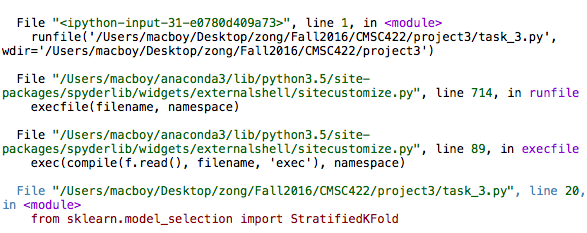 File "<ipython-input-31-e0780d409a73>", line 1, in <module>
runfile('/Users/macboy/Desktop/zong/Fall2016/CMSC422/project3/task_3.py',
wdir='/Users/macboy/Desktop/zong/Fall2016/CMSC422/project3')
File "/Users/macboy/anaconda3/lib/python3.5/site-
packages/spyderlib/widgets/externalshell/sitecustomize.py", line 714, in runfile
execfile(filename, namespace)
File "/Users/macboy/anaconda3/lib/python3.5/site-
packages/spyderlib/widgets/externalshell/sitecustomize.py", line 89, in execfile
exec(compile(f.read(), filename, 'exec'), namespace)
File "/Users/macboy/Desktop/zong/Fall2016/CMSC422/project3/task_3.py", line 20,
in <module>
from sklearn.model_selection import StratifiedKFold